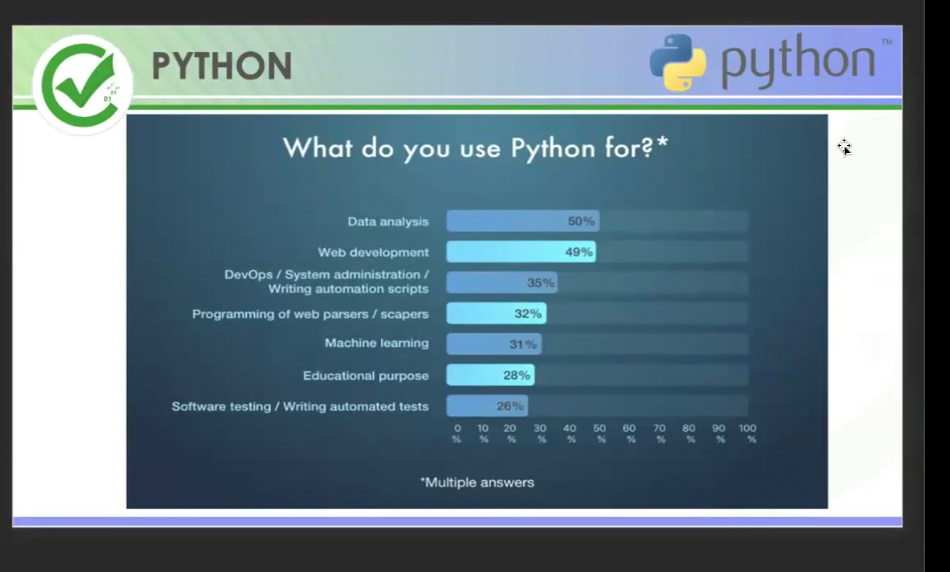 PYTHON
python™
What do you use Python for?*
Data analysis
50%
Web development
49%
DevOps / System administration /
Writing automation scripts
35%
Programming of web parsers / scapers
32%
Machine learning
31%
Educational purpose
28%
Software testing / Writing automated tests
26%
0 10 20 30 40 50 60 70 80 90 100
% % % % % % % % % % %
*Multiple answers